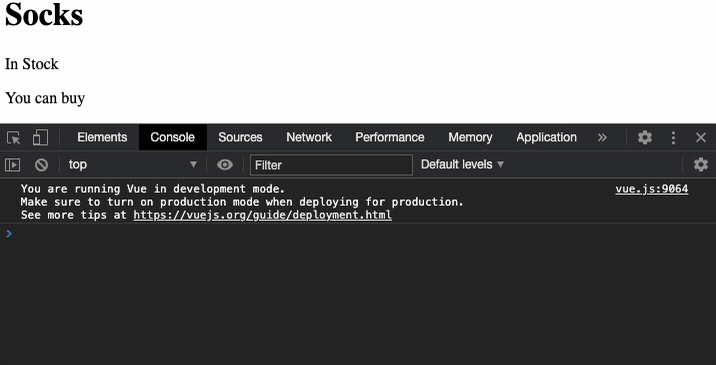 Socks
In Stock
You can buy
Elements Console Sources Network Performance Memory Application »
top ▼ Filter Default levels ▼
You are running Vue in development mode. vue.js:9064
Make sure to turn on production mode when deploying for production.
See more tips at https://vuejs.org/guide/deployment.html